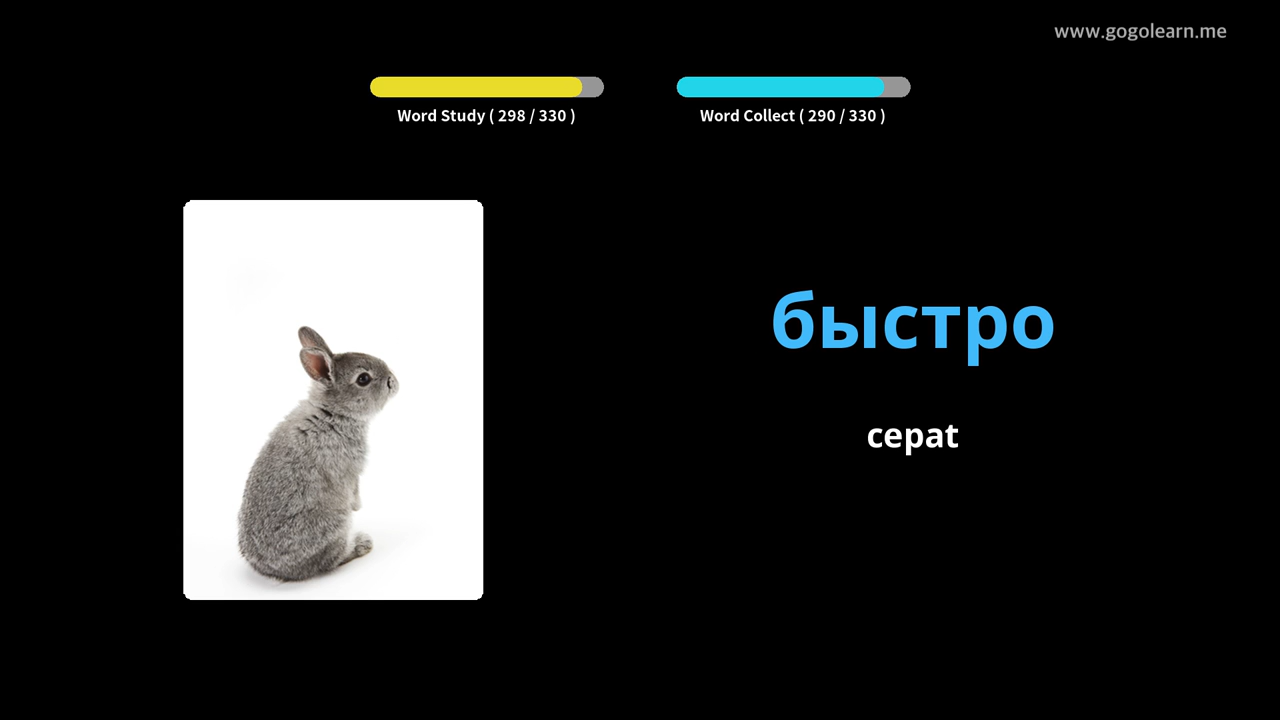 www.gogolearn.me
Word Study ( 298 / 330 )
Word Collect ( 290 / 330 )
быстро
cepat